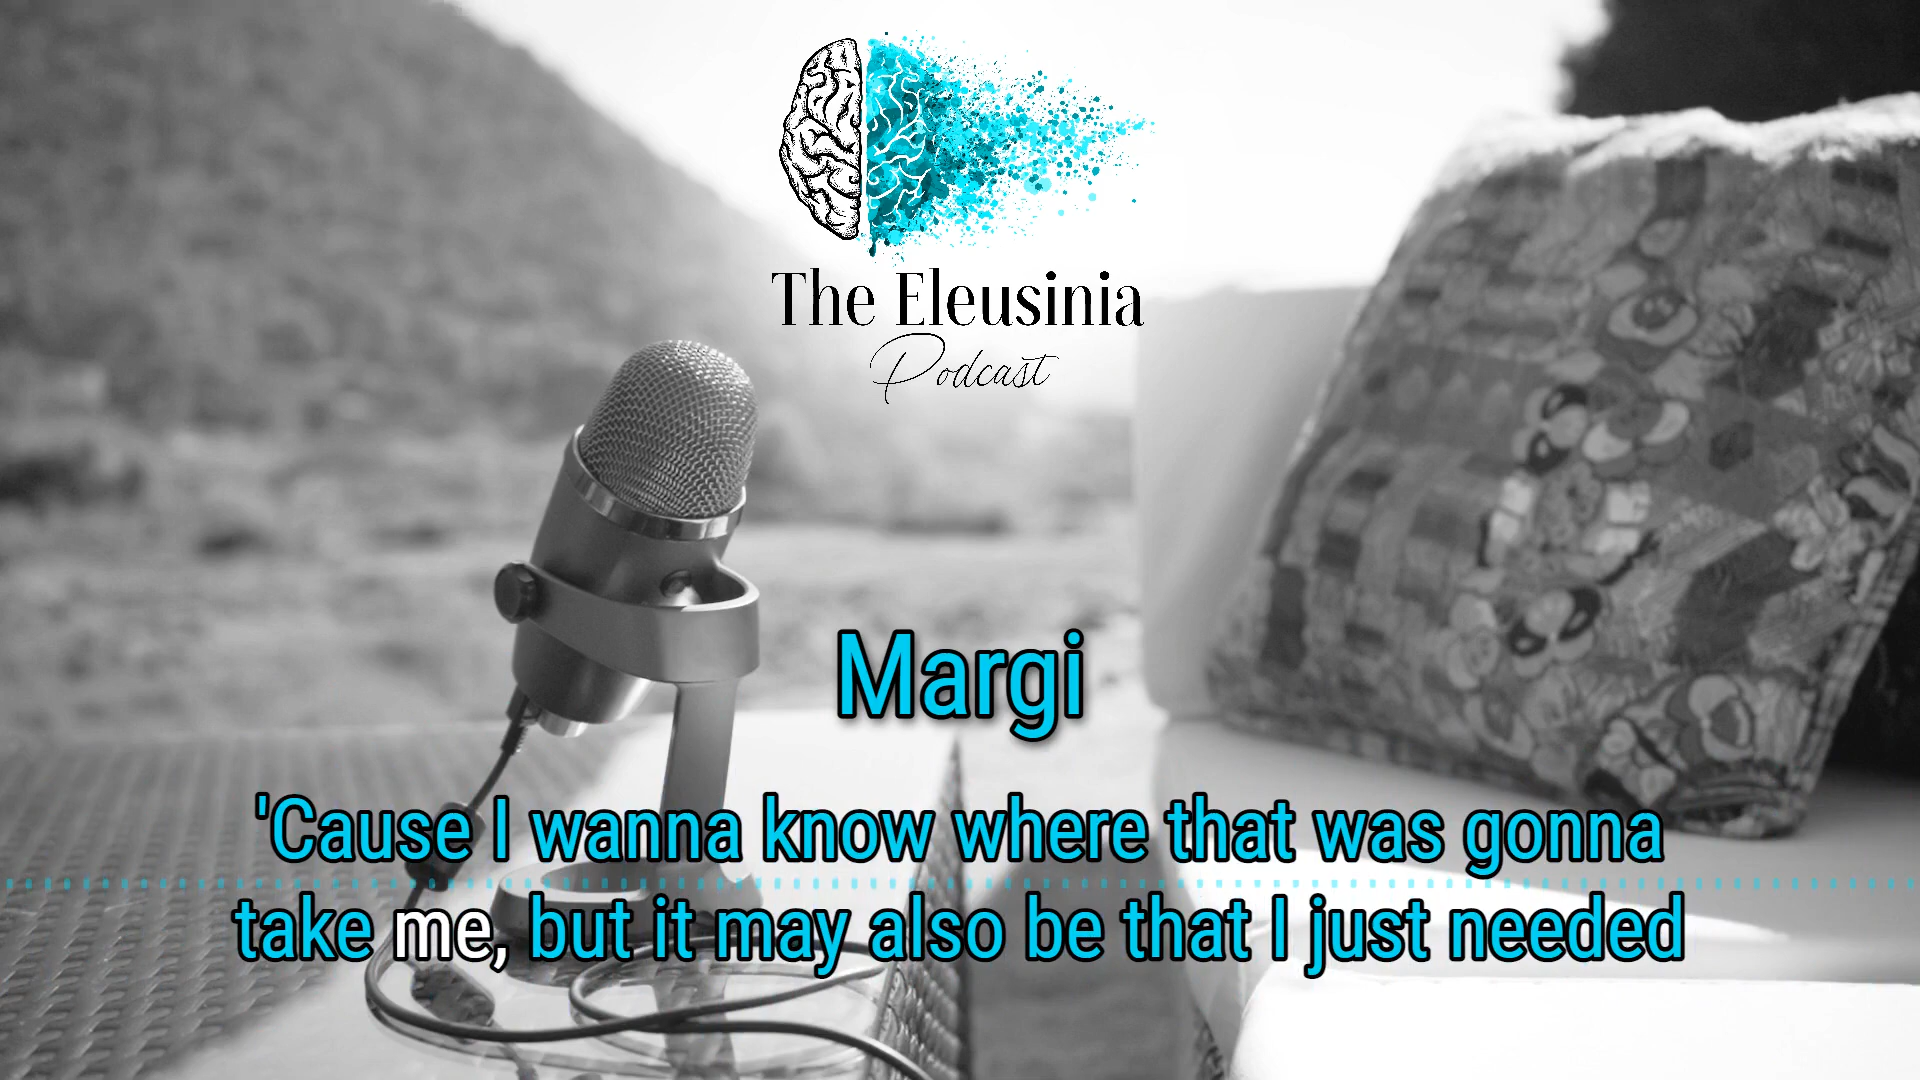 The Eleusinia
Podcast
Margi
'Cause I wanna know where that was gonna
take me, but it may also be that I just needed